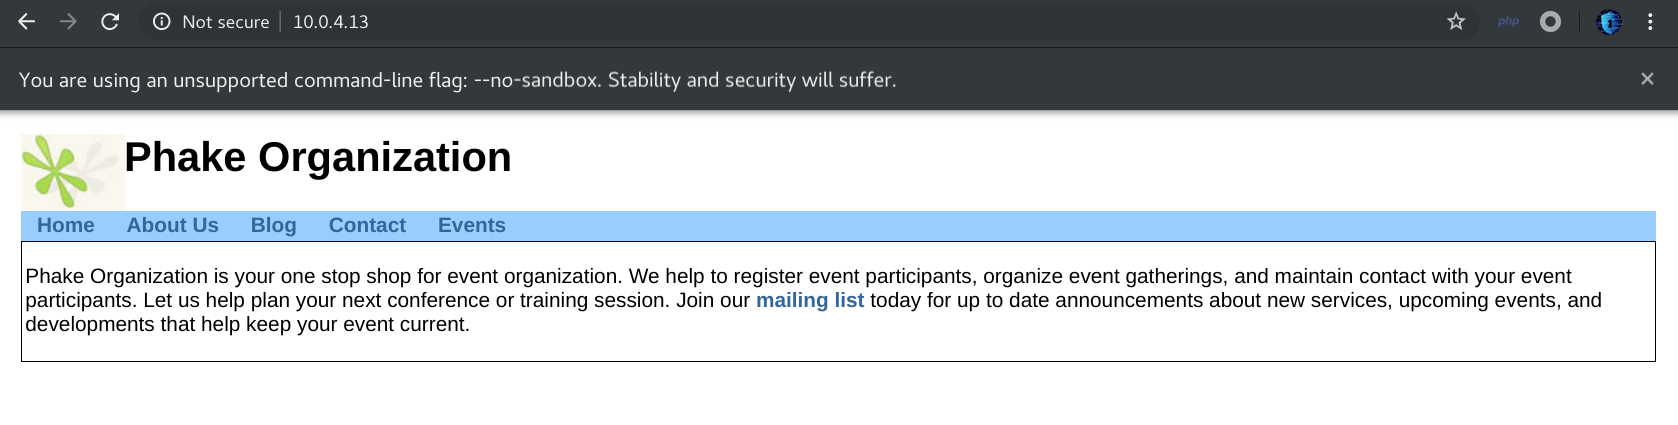 Not secure 10.0.4.13 php
You are using an unsupported command-line flag: --no-sandbox. Stability and security will suffer.
Phake Organization
Home About Us Blog Contact Events
Phake Organization is your one stop shop for event organization. We help to register event participants, organize event gatherings, and maintain contact with your event
participants. Let us help plan your next conference or training session. Join our mailing list today for up to date announcements about new services, upcoming events, and
developments that help keep your event current.